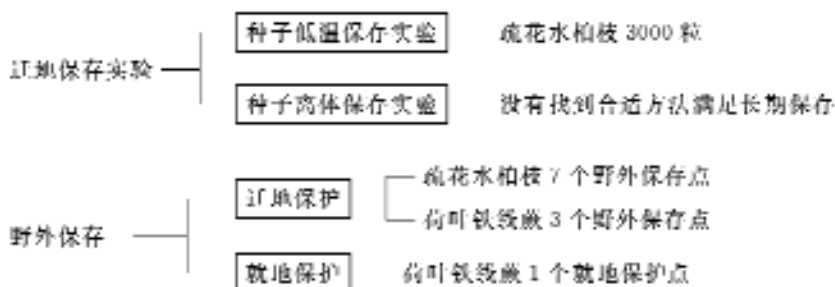 种子低温保存实验 疏花水柏枝 3000 粒
迁地保存实验
种子离体保存实验 没有找到合适方法满足长期保存
疏花水柏枝 7 个野外保存点
迁地保护
荷叶铁线蕨 3 个野外保存点
野外保存
就地保护 荷叶铁线蕨 1 个就地保护点